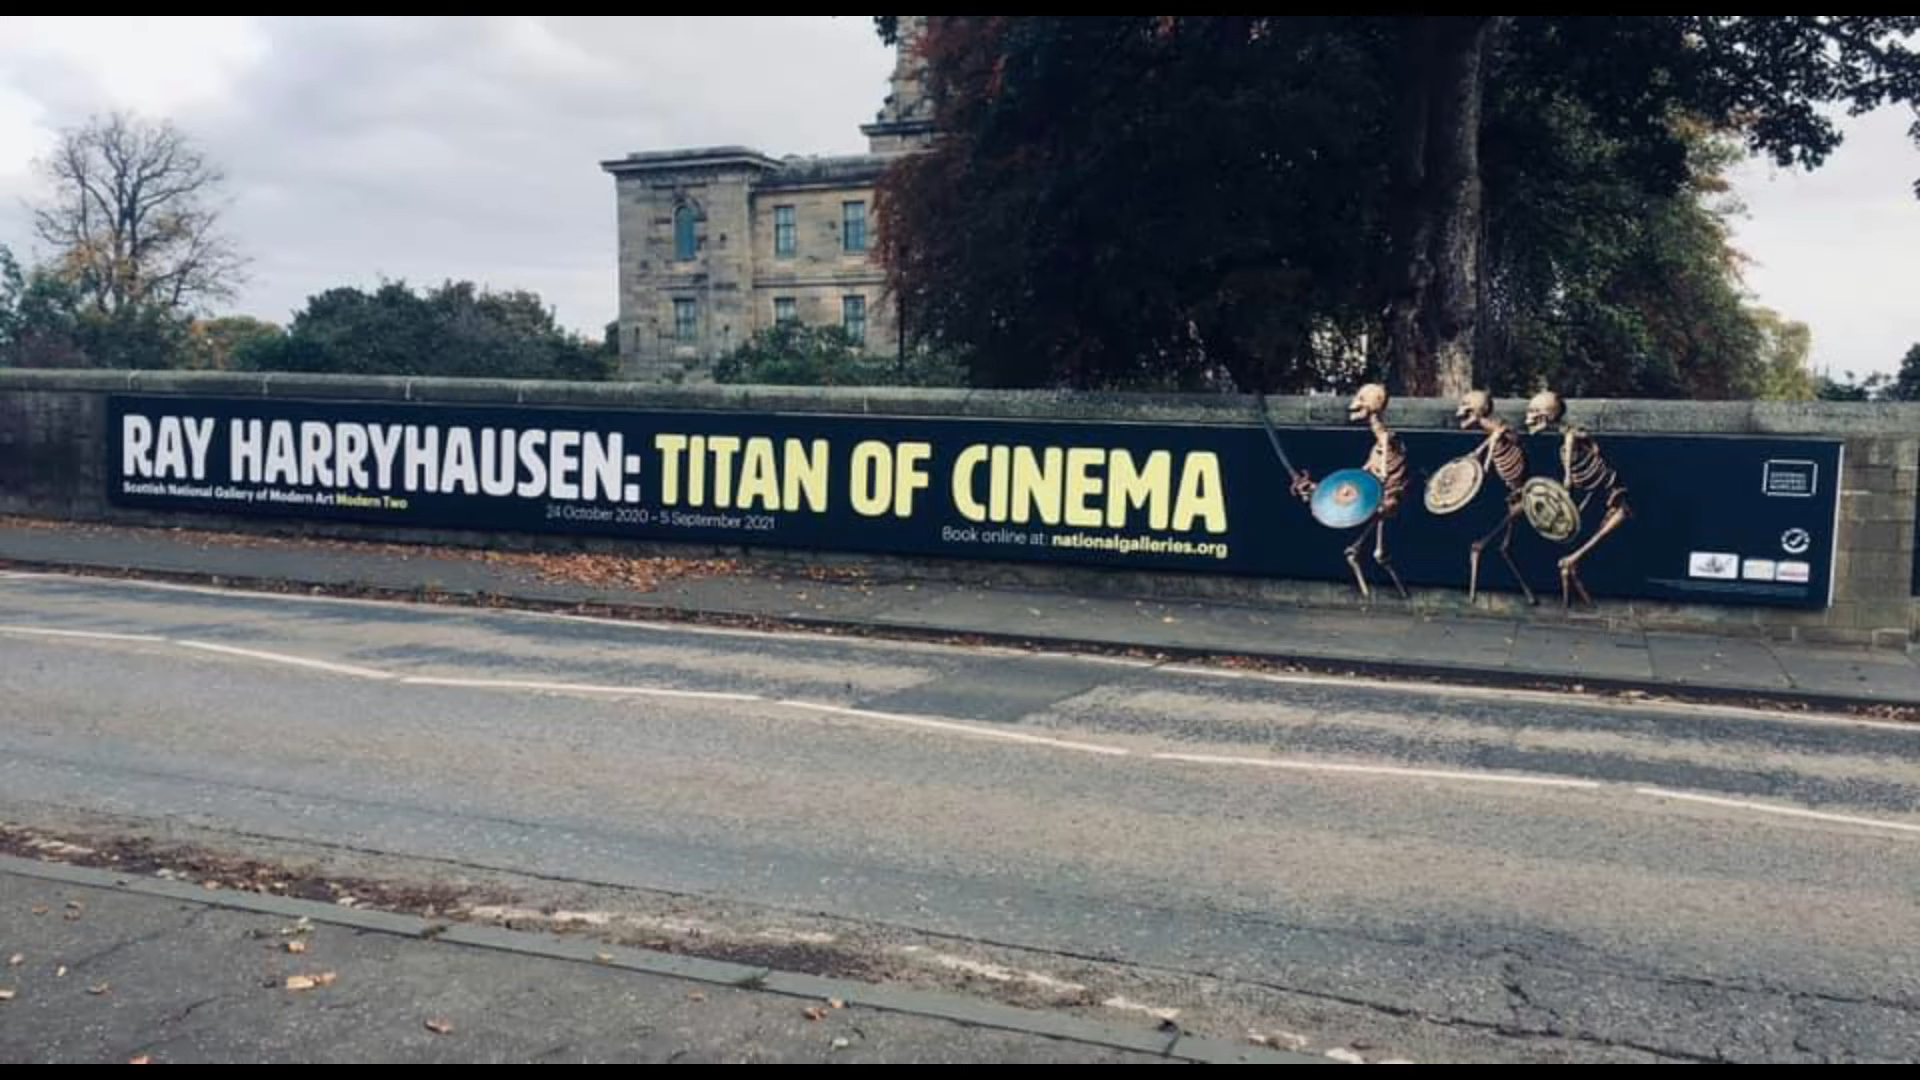 RAY HARRYHAUSEN: TITAN OF CINEMA
Scottish National Gallery of Modern Art Modern Two
24 October 2020 – 5 September 2021
Book online at: nationalgalleries.org